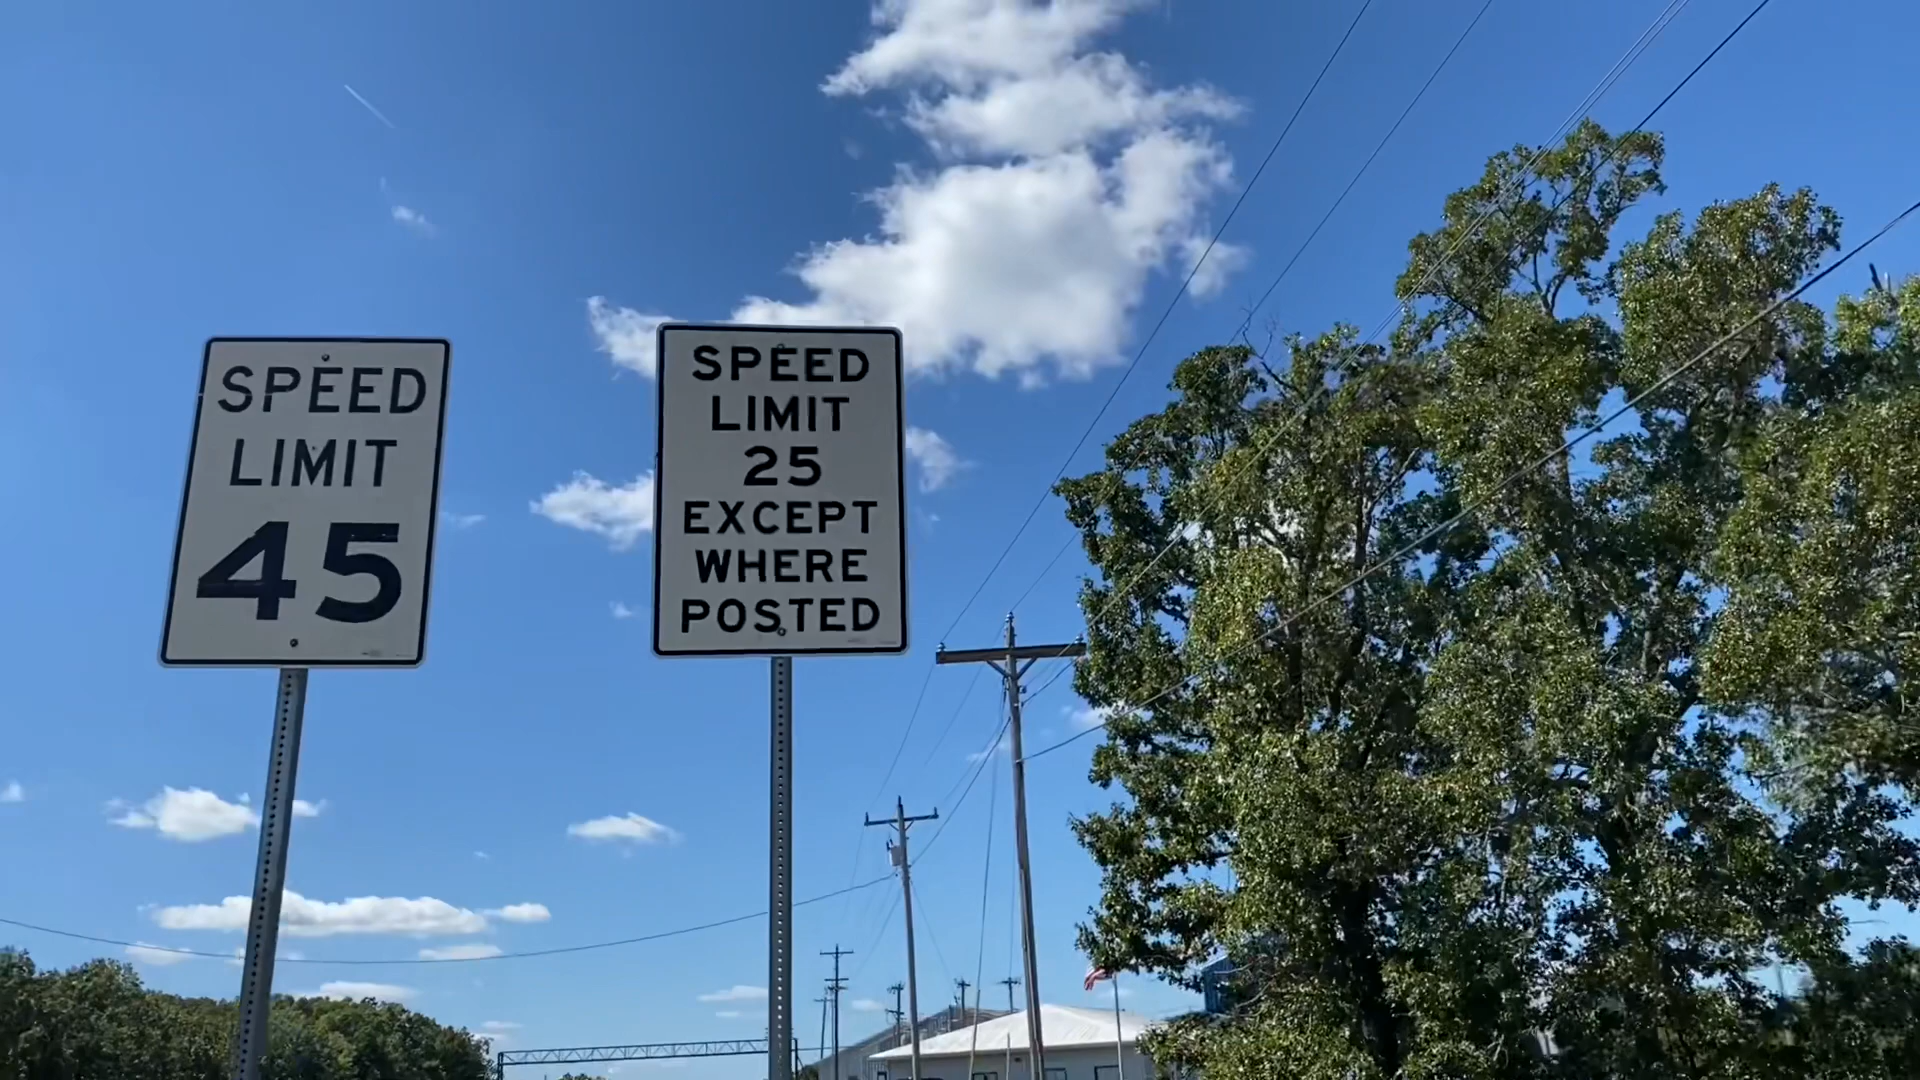 SPEED
LIMIT
45
SPEED
LIMIT
25
EXCEPT
WHERE
POSTED